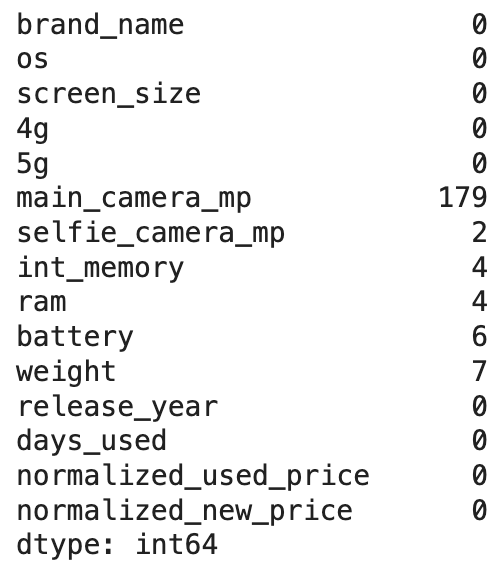 brand_name 0
os 0
screen_size 0
4g 0
5g 0
main_camera_mp 179
selfie_camera_mp 2
int_memory 4
ram 4
battery 6
weight 7
release_year 0
days_used 0
normalized_used_price 0
normalized_new_price 0
dtype: int64